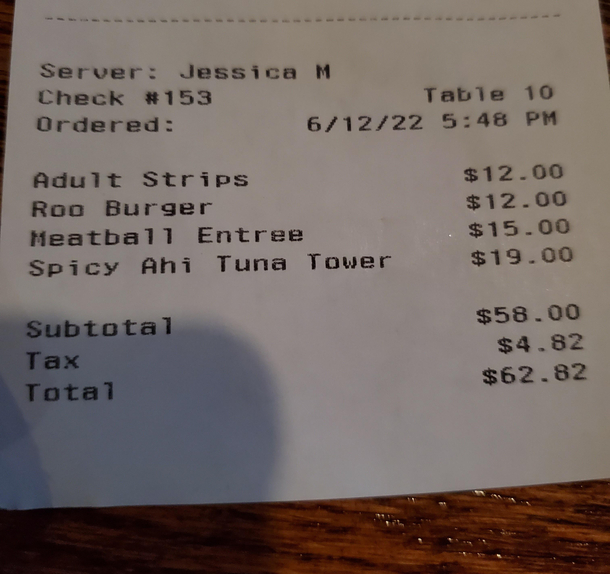 Server: Jessica M
Check #153 Table 10
Ordered: 6/12/22 5:48 PM
Adult Strips $12.00
Roo Burger $12.00
Meatball Entree $15.00
Spicy Ahi Tuna Tower $19.00
Subtotal $58.00
Tax $4.82
Total $62.82